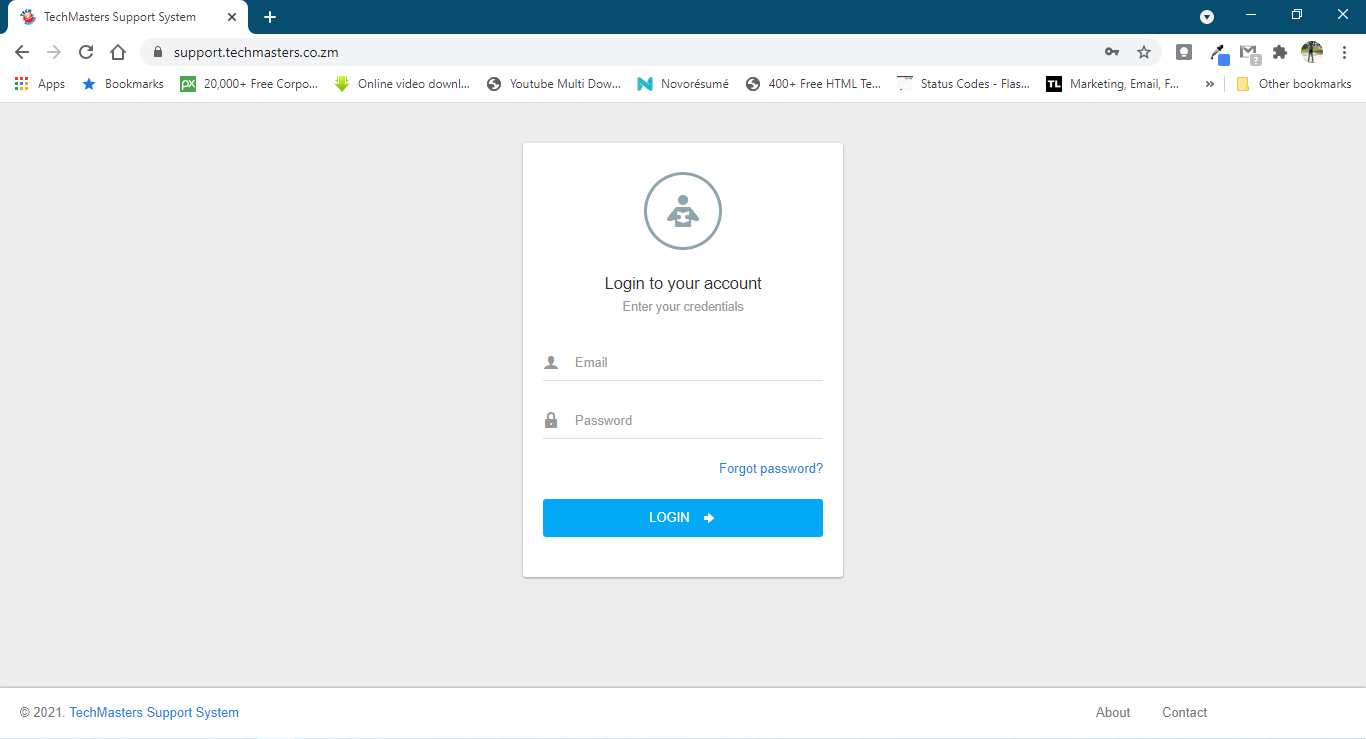 TechMasters Support System
support.techmasters.co.zm
Apps Bookmarks 20,000+ Free Corpo... Online video downl... Youtube Multi Dow... Novorésumé 400+ Free HTML Te... Status Codes - Flas... TL Marketing, Email, F... » Other bookmarks
Login to your account
Enter your credentials
Email
Password
Forgot password?
LOGIN
© 2021. TechMasters Support System About Contact